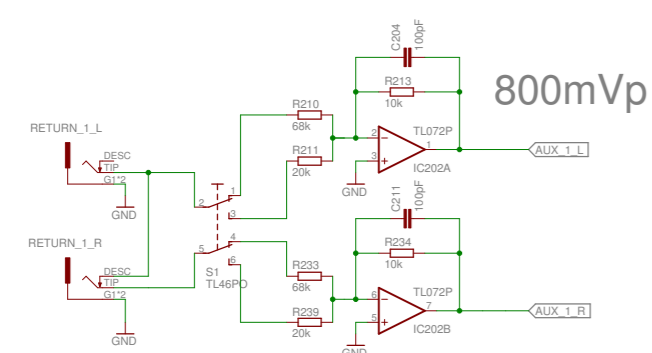 C204
100pF
R213
10k
800mVp
R210
68k
TL072P
RETURN_1_L
2
1
AUX_1_L
R211
3
IC202A
DESC
20k
TIP
G1*2
GND
1
2
3
GND
C211
100pF
RETURN_1_R
4
5
6
R234
10k
DESC
TIP
S1
TL46PO
R233
68k
G1*2
TL072P
6
7
AUX_1_R
R239
5
IC202B
20k
GND
GND